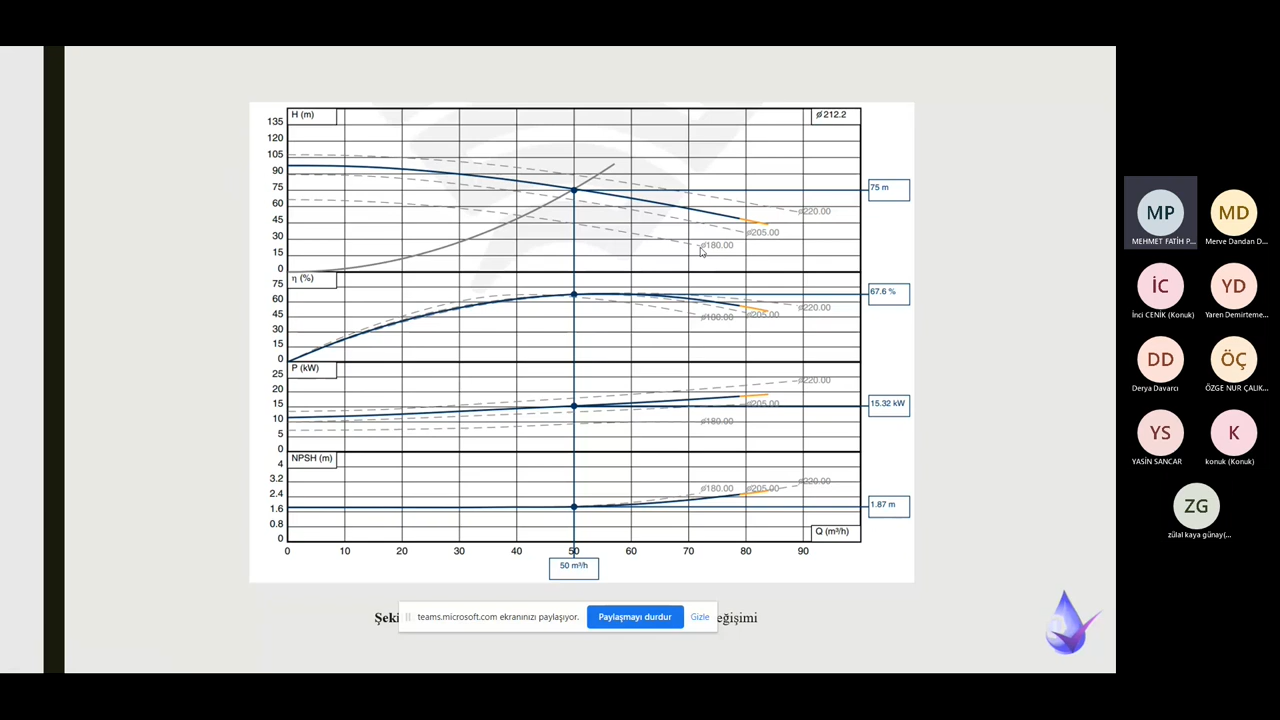 H (m)
ø 212.2
135
120
105
90
75
60
45
30
15
0
75 m
ø220.00
ø205.00
ø180.00
η (%)
75
60
45
30
15
0
67.6 %
ø220.00
ø205.00
ø180.00
P (kW)
25
20
15
10
5
0
15.32 kW
ø220.00
ø205.00
ø180.00
NPSH (m)
4
3.2
2.4
1.6
0.8
0
1.87 m
ø180.00
ø205.00
ø220.00
Q (m³/h)
0 10 20 30 40 50 60 70 80 90
50 m³/h
Şeki
eğişimi
teams.microsoft.com ekranınızı paylaşıyor.
Paylaşmayı durdur
Gizle
MP
MEHMET FATİH P...
MD
Merve Dandan D...
İC
İnci CENİK (Konuk)
YD
Yaren Demirteme...
DD
Derya Davarcı
ÖÇ
ÖZGE NUR ÇALIK...
YS
YASİN SANCAR
K
konuk (Konuk)
ZG
zülal kaya günay(...